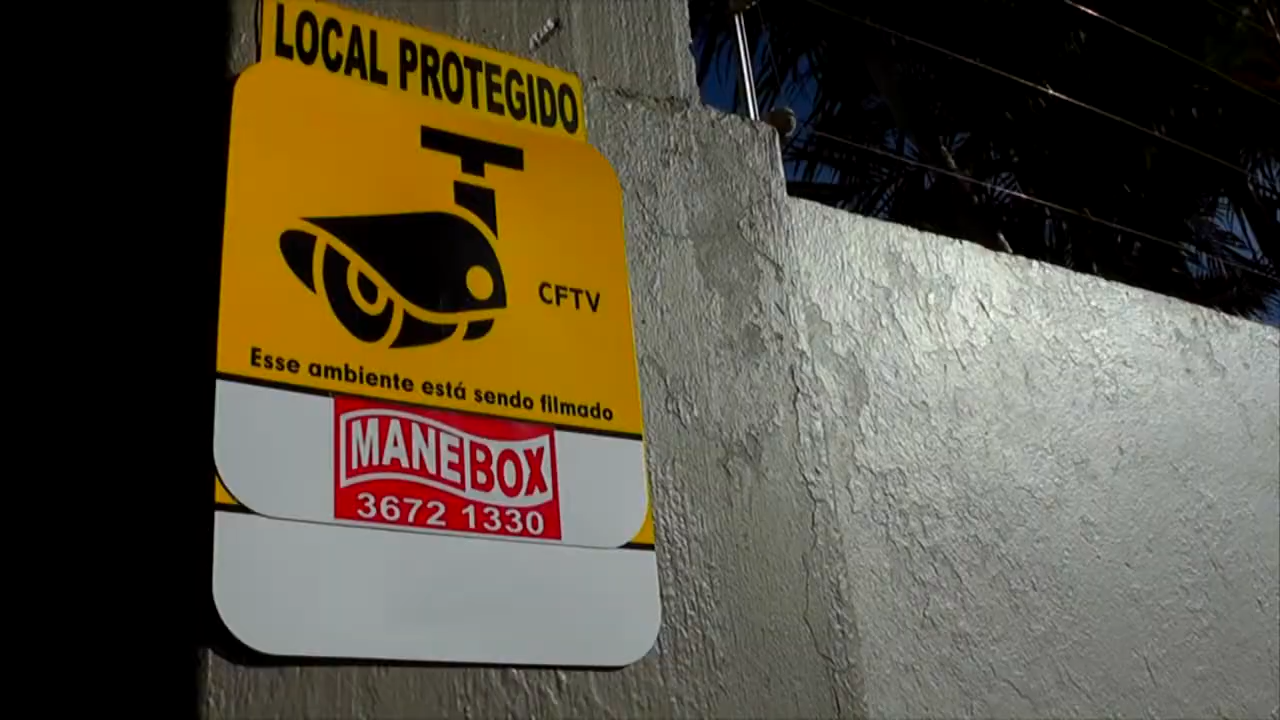 LOCAL PROTEGIDO
CFTV
Esse ambiente está sendo filmado
MANEBOX
3672 1330